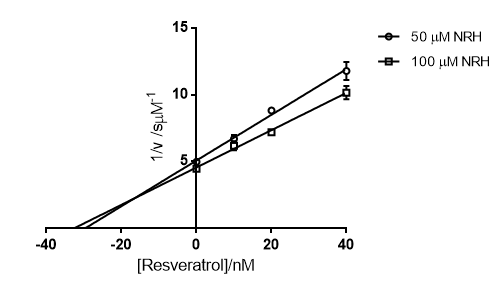 15
10
5
1/v /sµM⁻¹
-40 -20 0 20 40
[Resveratrol]/nM
50 µM NRH
100 µM NRH